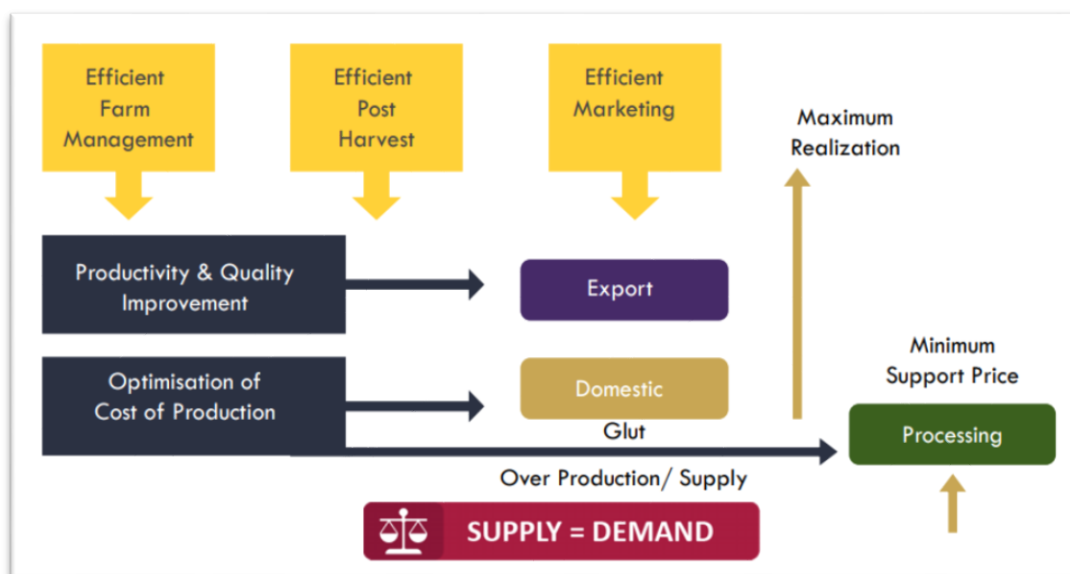 Efficient
Farm
Management
Efficient
Post
Harvest
Efficient
Marketing
Maximum
Realization
Productivity & Quality
Improvement
Export
Minimum
Support Price
Optimisation of
Cost of Production
Domestic
Glut
Processing
Over Production/ Supply
SUPPLY = DEMAND